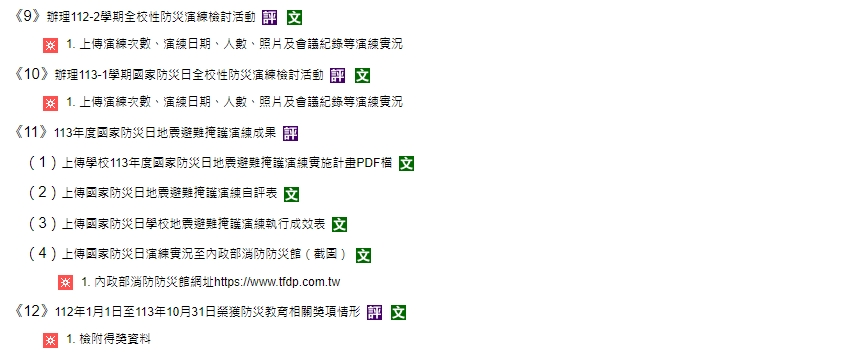 《9》辦理112-2學期全校性防災演練檢討活動 評 文
1. 上傳演練次數、演練日期、人數、照片及會議紀錄等演練實況
《10》辦理113-1學期國家防災日全校性防災演練檢討活動 評 文
1. 上傳演練次數、演練日期、人數、照片及會議紀錄等演練實況
《11》113年度國家防災日地震避難掩護演練成果 評
（1）上傳學校113年度國家防災日地震避難掩護演練實施計畫PDF檔 文
（2）上傳國家防災日地震避難掩護演練自評表 文
（3）上傳國家防災日學校地震避難掩護演練執行成效表 文
（4）上傳國家防災日演練實況至內政部消防防災館（截圖） 文
1. 內政部消防防災館網址https://www.tfdp.com.tw
《12》112年1月1日至113年10月31日榮獲防災教育相關獎項情形 評 文
1. 檢附得獎資料